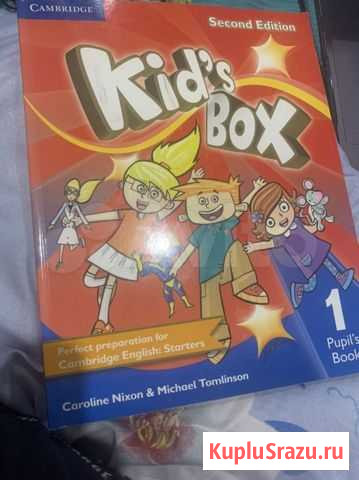 CAMBRIDGE
Second Edition
Kid's
BOX
Perfect preparation for
Cambridge English: Starters
1
Pupil's
Book
Caroline Nixon & Michael Tomlinson
KupluSrazu.ru